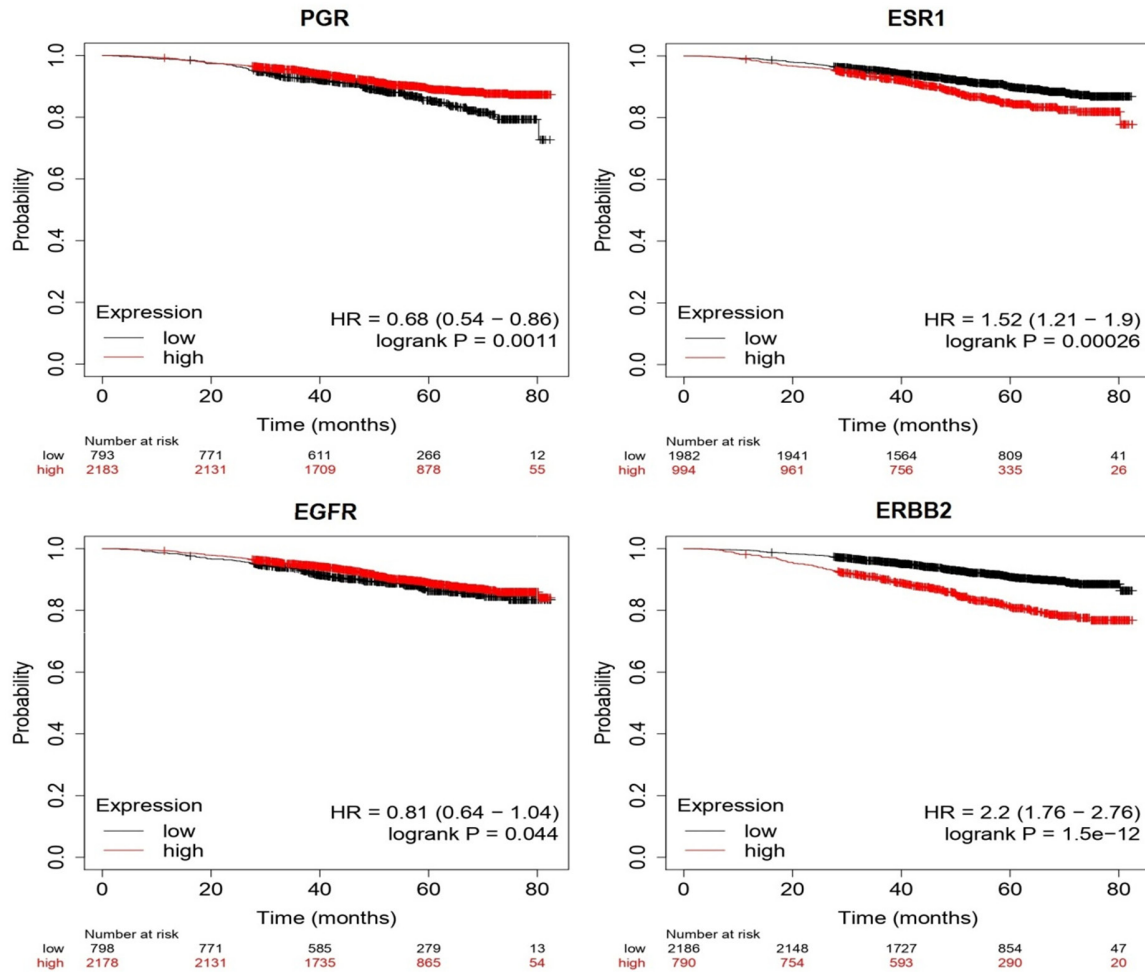 PGR
Probability
1.0
0.8
0.6
0.4
0.2
0.0
Expression
low
high
HR = 0.68 (0.54 − 0.86)
logrank P = 0.0011
0 20 40 60 80
Time (months)
Number at risk
low 793 771 611 266 12
high 2183 2131 1709 878 55
ESR1
Probability
1.0
0.8
0.6
0.4
0.2
0.0
Expression
low
high
HR = 1.52 (1.21 − 1.9)
logrank P = 0.00026
0 20 40 60 80
Time (months)
Number at risk
low 1982 1941 1564 809 41
high 994 961 756 335 26
EGFR
Probability
1.0
0.8
0.6
0.4
0.2
0.0
Expression
low
high
HR = 0.81 (0.64 − 1.04)
logrank P = 0.044
0 20 40 60 80
Time (months)
Number at risk
low 798 771 585 279 13
high 2178 2131 1735 865 54
ERBB2
Probability
1.0
0.8
0.6
0.4
0.2
0.0
Expression
low
high
HR = 2.2 (1.76 − 2.76)
logrank P = 1.5e−12
0 20 40 60 80
Time (months)
Number at risk
low 2186 2148 1727 854 47
high 790 754 593 290 20